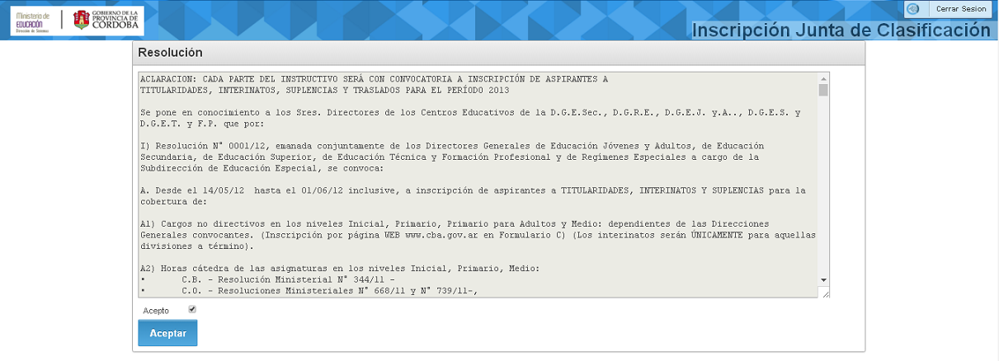 Ministerio de
EDUCACIÓN
Dirección de Sistemas
GOBIERNO DE LA
PROVINCIA DE
CÓRDOBA
Cerrar Sesion
Inscripción Junta de Clasificación
Resolución
ACLARACION: CADA PARTE DEL INSTRUCTIVO SERÁ CON CONVOCATORIA A INSCRIPCIÓN DE ASPIRANTES A
TITULARIDADES, INTERINATOS, SUPLENCIAS Y TRASLADOS PARA EL PERÍODO 2013
Se pone en conocimiento a los Sres. Directores de los Centros Educativos de la D.G.E.Sec., D.G.R.E., D.G.E.J. y.A.., D.G.E.S. y
D.G.E.T. y F.P. que por:
I) Resolución N° 0001/12, emanada conjuntamente de los Directores Generales de Educación Jóvenes y Adultos, de Educación
Secundaria, de Educación Superior, de Educación Técnica y Formación Profesional y de Regímenes Especiales a cargo de la
Subdirección de Educación Especial, se convoca:
A. Desde el 14/05/12 hasta el 01/06/12 inclusive, a inscripción de aspirantes a TITULARIDADES, INTERINATOS Y SUPLENCIAS para la
cobertura de:
A1) Cargos no directivos en los niveles Inicial, Primario, Primario para Adultos y Medio: dependientes de las Direcciones
Generales convocantes. (Inscripción por página WEB www.cba.gov.ar en Formulario C) (Los interinatos serán ÚNICAMENTE para aquellas
divisiones a término).
A2) Horas cátedra de las asignaturas en los niveles Inicial, Primario, Medio:
• C.B. - Resolución Ministerial N° 344/11 -
• C.O. - Resoluciones Ministeriales N° 668/11 y N° 739/11-,
Acepto
Aceptar